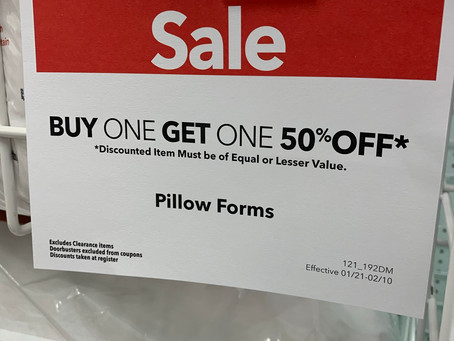 Sale
BUY ONE GET ONE 50%OFF*
*Discounted Item Must be of Equal or Lesser Value.
Pillow Forms
Excludes Clearance items
Doorbusters excluded from coupons
Discounts taken at register
121_192DM
Effective 01/21-02/10